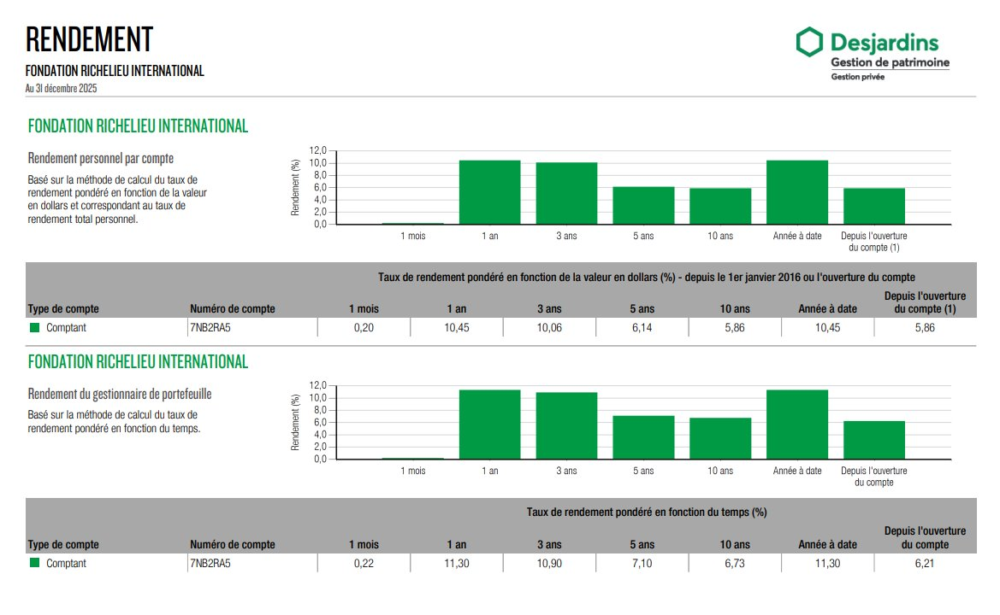 RENDEMENT
FONDATION RICHELIEU INTERNATIONAL
Au 31 décembre 2025
Desjardins
Gestion de patrimoine
Gestion privée
FONDATION RICHELIEU INTERNATIONAL
Rendement personnel par compte
Basé sur la méthode de calcul du taux de
rendement pondéré en fonction de la valeur
en dollars et correspondant au taux de
rendement total personnel.
Rendement (%)
12,0
10,0
8,0
6,0
4,0
2,0
0,0
1 mois 1 an 3 ans 5 ans 10 ans Année à date Depuis l'ouverture
du compte (1)
Taux de rendement pondéré en fonction de la valeur en dollars (%) - depuis le 1er janvier 2016 ou l'ouverture du compte
Type de compte Numéro de compte 1 mois 1 an 3 ans 5 ans 10 ans Année à date Depuis l'ouverture
du compte (1)
Comptant 7NB2RA5 0,20 10,45 10,06 6,14 5,86 10,45 5,86
FONDATION RICHELIEU INTERNATIONAL
Rendement du gestionnaire de portefeuille
Basé sur la méthode de calcul du taux de
rendement pondéré en fonction du temps.
Rendement (%)
12,0
10,0
8,0
6,0
4,0
2,0
0,0
1 mois 1 an 3 ans 5 ans 10 ans Année à date Depuis l'ouverture
du compte
Taux de rendement pondéré en fonction du temps (%)
Type de compte Numéro de compte 1 mois 1 an 3 ans 5 ans 10 ans Année à date Depuis l'ouverture
du compte
Comptant 7NB2RA5 0,22 11,30 10,90 7,10 6,73 11,30 6,21